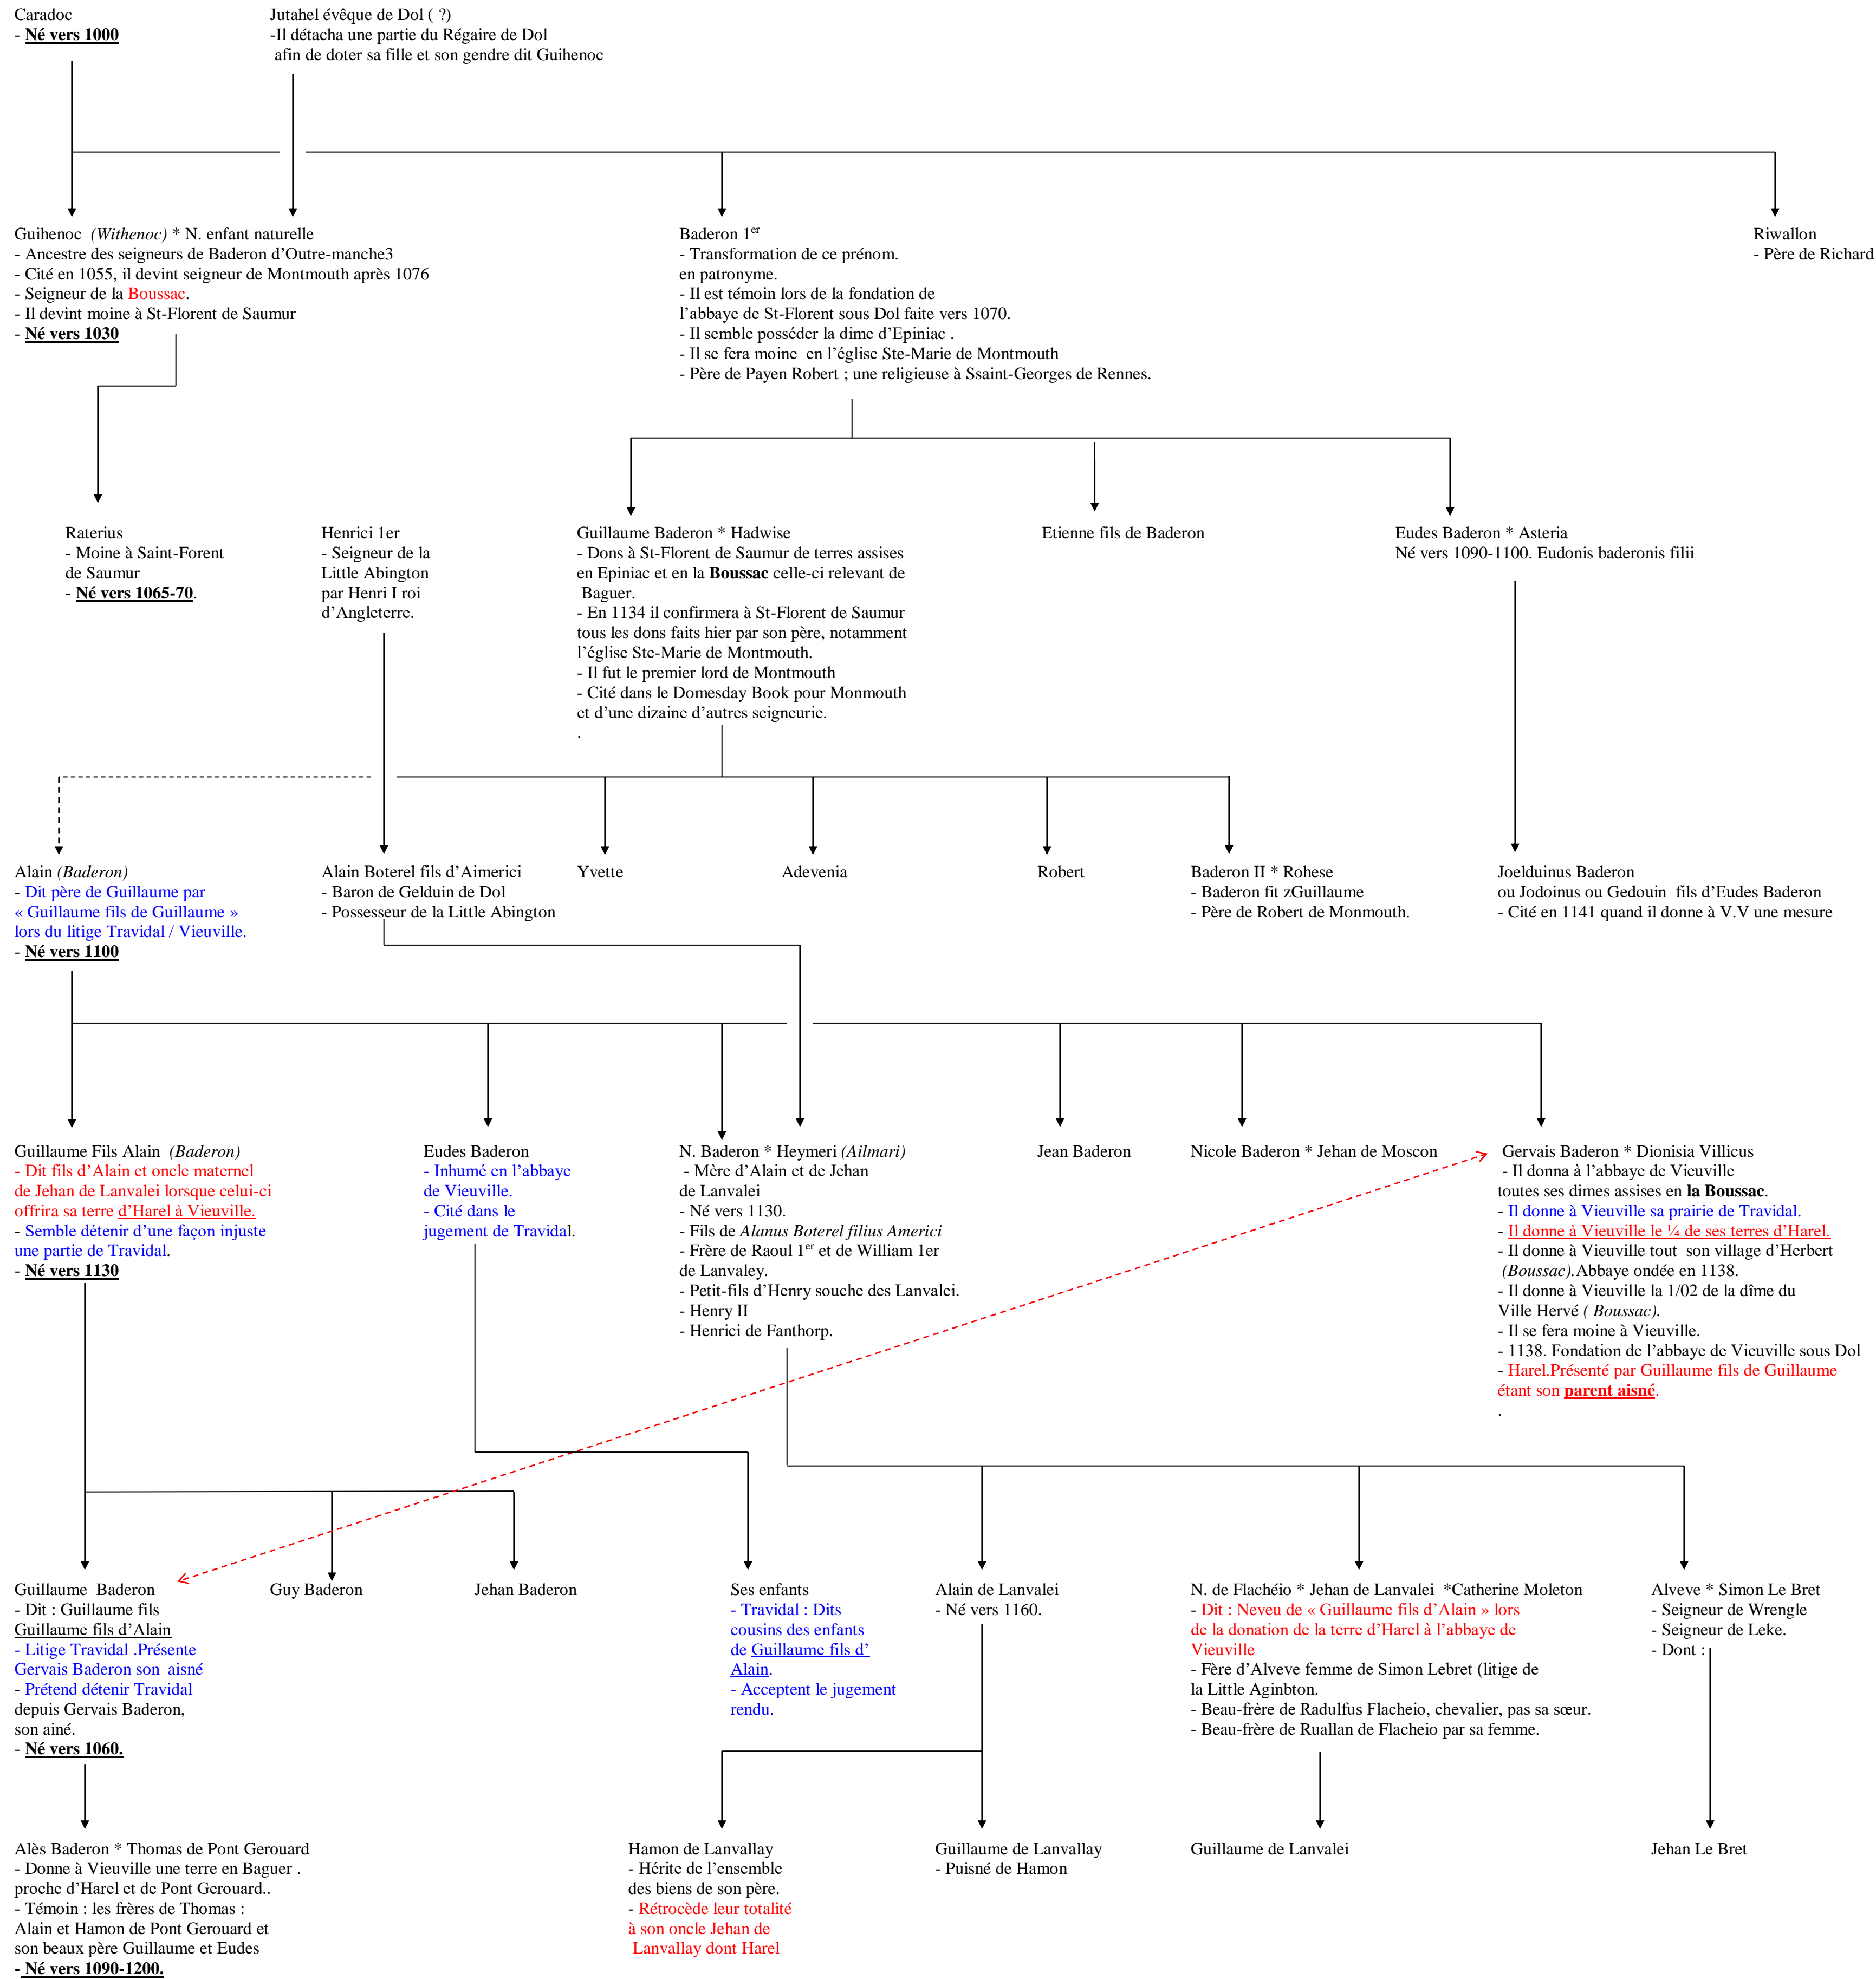 Caradoc
- Né vers 1000
Jutahel évêque de Dol ( ?)
-Il détacha une partie du Régaire de Dol
afin de doter sa fille et son gendre dit Guihenoc
Guihenoc (Withenoc) * N. enfant naturelle
- Ancestre des seigneurs de Baderon d’Outre-manche3
- Cité en 1055, il devint seigneur de Montmouth après 1076
- Seigneur de la Boussac.
- Il devint moine à St-Florent de Saumur
- Né vers 1030
Baderon 1er
- Transformation de ce prénom.
en patronyme.
- Il est témoin lors de la fondation de
l’abbaye de St-Florent sous Dol faite vers 1070.
- Il semble posséder la dime d’Epiniac .
- Il se fera moine en l’église Ste-Marie de Montmouth
- Père de Payen Robert ; une religieuse à Ssaint-Georges de Rennes.
Riwallon
- Père de Richard
Raterius
- Moine à Saint-Forent
de Saumur
- Né vers 1065-70.
Henrici 1er
- Seigneur de la
Little Abington
par Henri I roi
d’Angleterre.
Guillaume Baderon * Hadwise
- Dons à St-Florent de Saumur de terres assises
en Epiniac et en la Boussac celle-ci relevant de
Baguer.
- En 1134 il confirmera à St-Florent de Saumur
tous les dons faits hier par son père, notamment
l’église Ste-Marie de Montmouth.
- Il fut le premier lord de Montmouth
- Cité dans le Domesday Book pour Monmouth
et d’une dizaine d’autres seigneurie.
.
Etienne fils de Baderon
Eudes Baderon * Asteria
Né vers 1090-1100. Eudonis baderonis filii
Alain (Baderon)
- Dit père de Guillaume par
« Guillaume fils de Guillaume »
lors du litige Travidal / Vieuville.
- Né vers 1100
Alain Boterel fils d’Aimerici
- Baron de Gelduin de Dol
- Possesseur de la Little Abington
Yvette
Adevenia
Robert
Baderon II * Rohese
- Baderon fit zGuillaume
- Père de Robert de Monmouth.
Joelduinus Baderon
ou Jodoinus ou Gedouin fils d’Eudes Baderon
- Cité en 1141 quand il donne à V.V une mesure
Guillaume Fils Alain (Baderon)
- Dit fils d’Alain et oncle maternel
de Jehan de Lanvalei lorsque celui-ci
offrira sa terre d’Harel à Vieuville.
- Semble détenir d’une façon injuste
une partie de Travidal.
- Né vers 1130
Eudes Baderon
- Inhumé en l’abbaye
de Vieuville.
- Cité dans le
jugement de Travidal.
N. Baderon * Heymeri (Ailmari)
- Mère d’Alain et de Jehan
de Lanvalei
- Né vers 1130.
- Fils de Alanus Boterel filius Americi
- Frère de Raoul 1er et de William 1er
de Lanvaley.
- Petit-fils d’Henry souche des Lanvalei.
- Henry II
- Henrici de Fanthorp.
Jean Baderon
Nicole Baderon * Jehan de Moscon
Gervais Baderon * Dionisia Villicus
- Il donna à l’abbaye de Vieuville
toutes ses dimes assises en la Boussac.
- Il donne à Vieuville sa prairie de Travidal.
- Il donne à Vieuville le ¼ de ses terres d’Harel.
- Il donne à Vieuville tout son village d’Herbert
(Boussac).Abbaye ondée en 1138.
- Il donne à Vieuville la 1/02 de la dîme du
Ville Hervé ( Boussac).
- Il se fera moine à Vieuville.
- 1138. Fondation de l’abbaye de Vieuville sous Dol
- Harel.Présenté par Guillaume fils de Guillaume
étant son parent aisné.
.
Guillaume Baderon
- Dit : Guillaume fils
Guillaume fils d’Alain
- Litige Travidal .Présente
Gervais Baderon son aisné
- Prétend détenir Travidal
depuis Gervais Baderon,
son ainé.
- Né vers 1060.
Guy Baderon
Jehan Baderon
Ses enfants
- Travidal : Dits
cousins des enfants
de Guillaume fils d’
Alain.
- Acceptent le jugement
rendu.
Alain de Lanvalei
- Né vers 1160.
N. de Flachéio * Jehan de Lanvalei *Catherine Moleton
- Dit : Neveu de « Guillaume fils d’Alain » lors
de la donation de la terre d’Harel à l’abbaye de
Vieuville
- Fère d’Alveve femme de Simon Lebret (litige de
la Little Aginbton.
- Beau-frère de Radulfus Flacheio, chevalier, pas sa sœur.
- Beau-frère de Ruallan de Flacheio par sa femme.
Alveve * Simon Le Bret
- Seigneur de Wrengle
- Seigneur de Leke.
- Dont :
Alès Baderon * Thomas de Pont Gerouard
- Donne à Vieuville une terre en Baguer .
proche d’Harel et de Pont Gerouard..
- Témoin : les frères de Thomas :
Alain et Hamon de Pont Gerouard et
son beaux père Guillaume et Eudes
- Né vers 1090-1200.
Hamon de Lanvallay
- Hérite de l’ensemble
des biens de son père.
- Rétrocède leur totalité
à son oncle Jehan de
Lanvallay dont Harel
Guillaume de Lanvallay
- Puisné de Hamon
Guillaume de Lanvalei
Jehan Le Bret